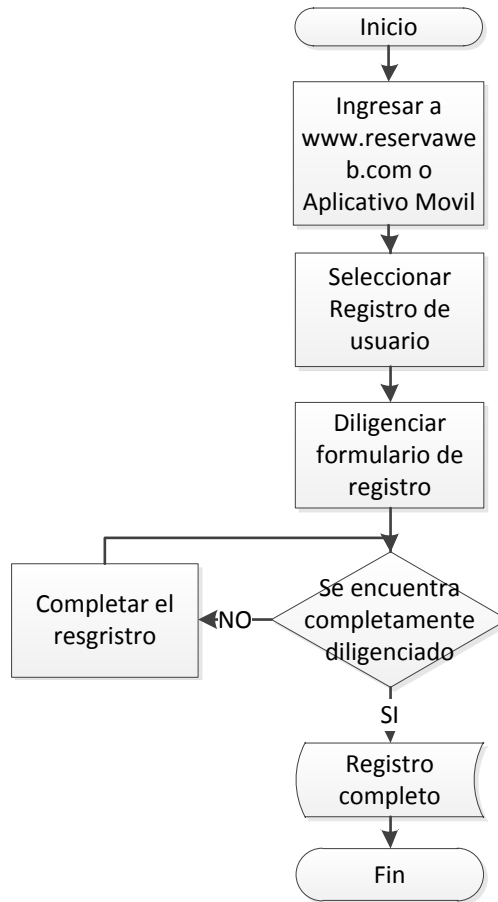 Inicio
Ingresar a
www.reservawe
b.com o
Aplicativo Movil
Seleccionar
Registro de
usuario
Diligenciar
formulario de
registro
Se encuentra
completamente
diligenciado
NO
Completar el
resgristro
SI
Registro
completo
Fin